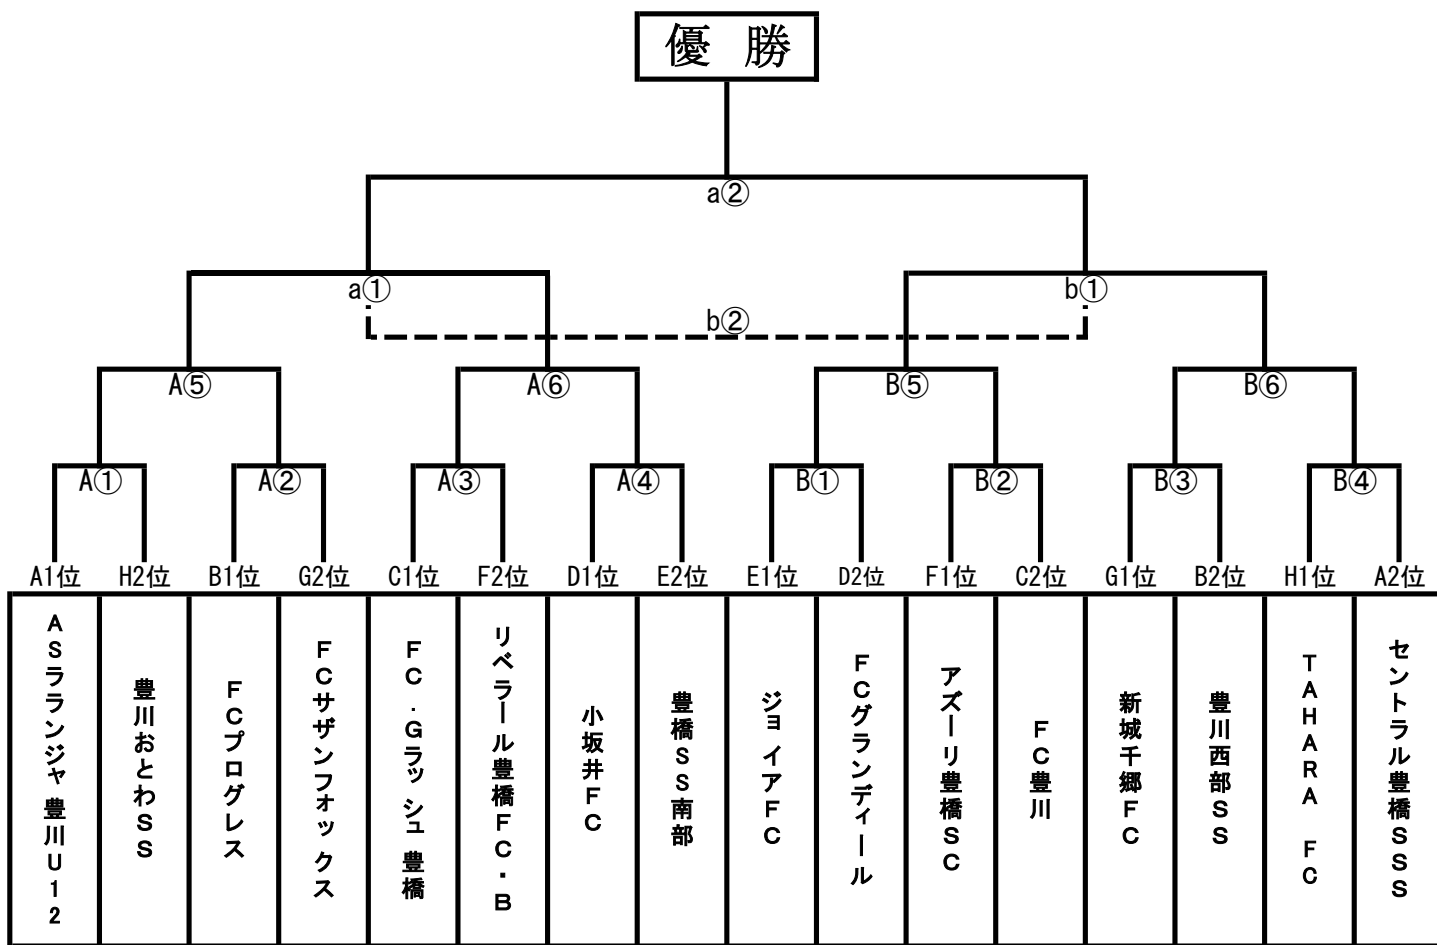 優 勝
a②
a① b①
b②
A⑤ A⑥ B⑤ B⑥
A① A② A③ A④ B① B② B③ B④
A1位 H2位 B1位 G2位 C1位 F2位 D1位 E2位 E1位 D2位 F1位 C2位 G1位 B2位 H1位 A2位
ASラランジャ豊川U12
豊川おとわSS
FCプログレス
FCサザンフォックス
FC.Gラッシュ豊橋
リベラール豊橋FC・B
小坂井FC
豊橋SS南部
ジョイアFC
FCグランディール
アズーリ豊橋SC
FC豊川
新城千郷FC
豊川西部SS
TAHARA FC
セントラル豊橋SSS